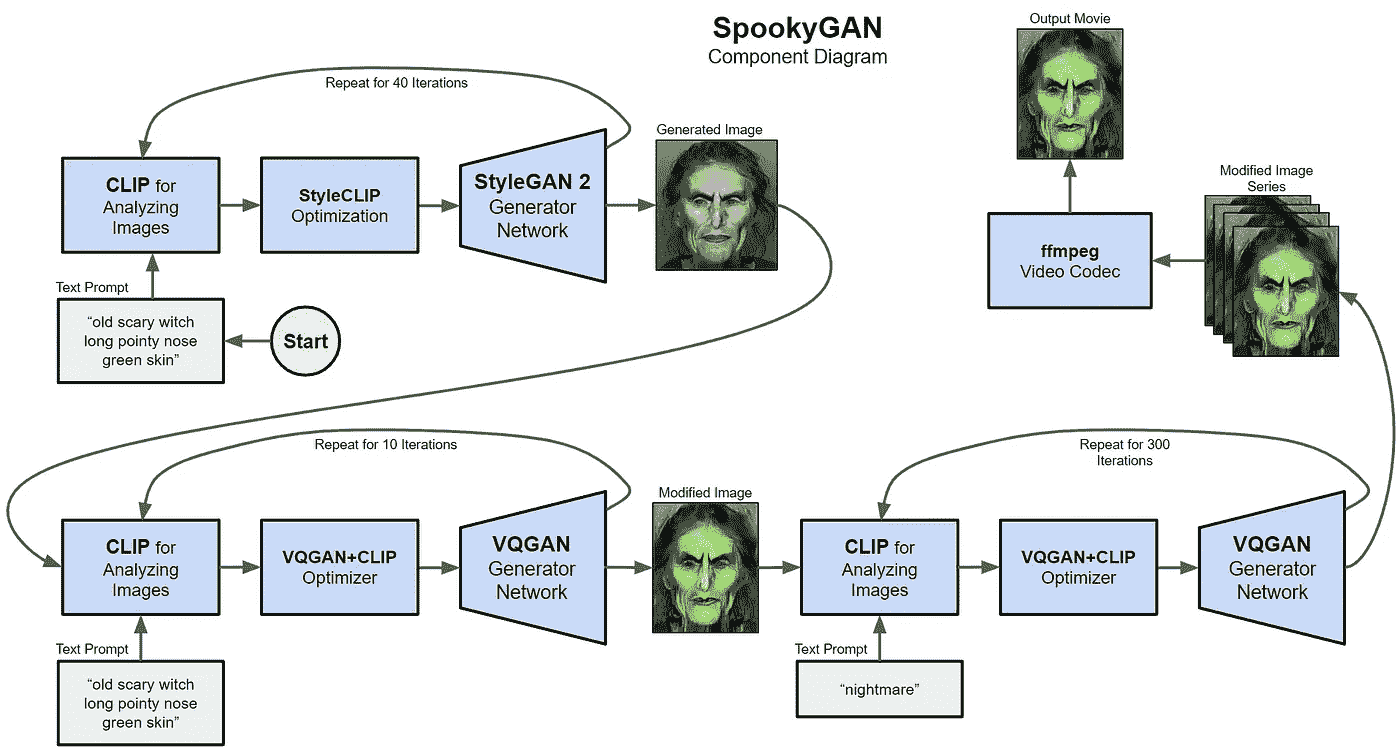 SpookyGAN
Component Diagram
Repeat for 40 Iterations
CLIP for
Analyzing
Images
StyleCLIP
Optimization
StyleGAN 2
Generator
Network
Generated Image
Text Prompt
“old scary witch
long pointy nose
green skin”
Start
Output Movie
ffmpeg
Video Codec
Modified Image
Series
Repeat for 10 Iterations
CLIP for
Analyzing
Images
VQGAN+CLIP
Optimizer
VQGAN
Generator
Network
Modified Image
Text Prompt
“old scary witch
long pointy nose
green skin”
Repeat for 300
Iterations
CLIP for
Analyzing
Images
VQGAN+CLIP
Optimizer
VQGAN
Generator
Network
Text Prompt
“nightmare”